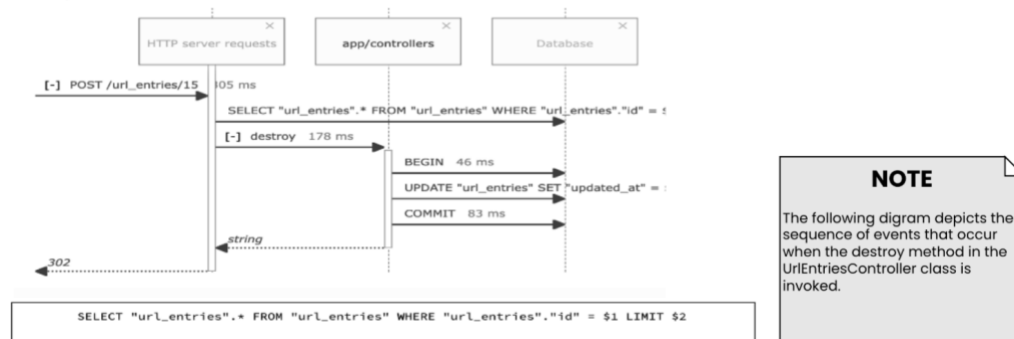 HTTP server requests
app/controllers
Database
[-] POST /url_entries/15
305 ms
SELECT "url_entries".* FROM "url_entries" WHERE "url_entries"."id" =
[-] destroy 178 ms
BEGIN 46 ms
UPDATE "url_entries" SET "updated_at" =
COMMIT 83 ms
string
302
SELECT "url_entries".* FROM "url_entries" WHERE "url_entries"."id" = $1 LIMIT $2
NOTE
The following digram depicts the
sequence of events that occur
when the destroy method in the
UrlEntriesController class is
invoked.